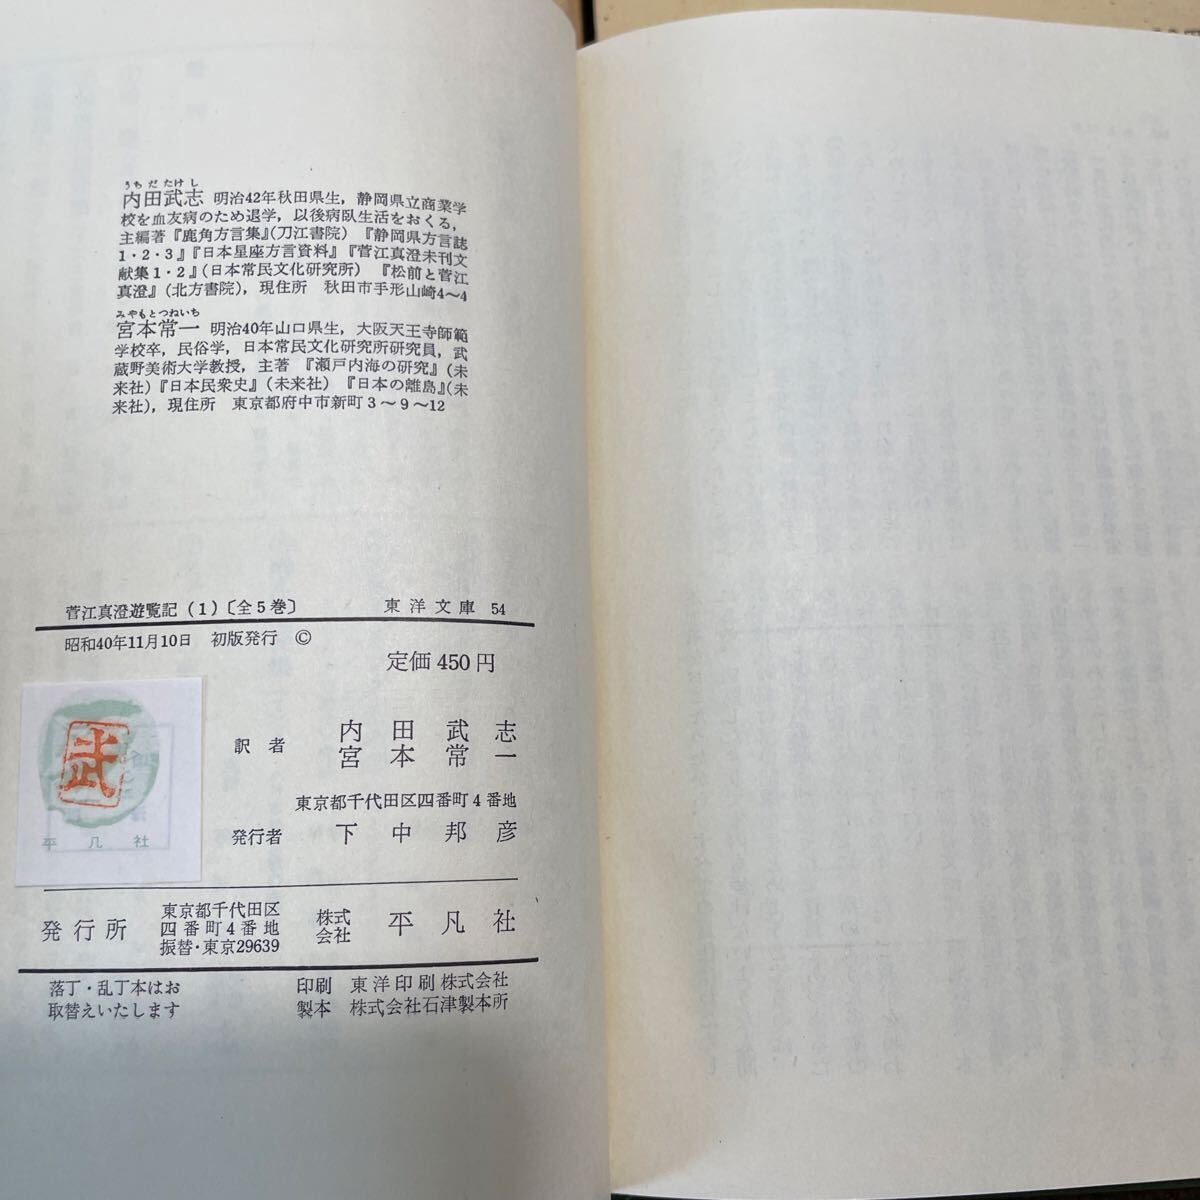 うちだ たけし
内田武志 明治42年秋田県生，静岡県立商業学
校を血友病のため退学，以後病臥生活をおくる，
主編著『鹿角方言集』(刀江書院) 『静岡県方言誌
1・2・3』『日本星座方言資料』『菅江真澄未刊文
献集1・2』(日本常民文化研究所) 『松前と菅江
真澄』(北方書院)，現住所 秋田市手形山崎4〜4
みやもとつねいち
宮本常一 明治40年山口県生，大阪天王寺師範
学校卒，民俗学，日本常民文化研究所研究員，武
蔵野美術大学教授，主著 『瀬戸内海の研究』(未
来社)『日本民衆史』(未来社) 『日本の離島』(未
来社)，現住所 東京都府中市新町3〜9〜12
菅江真澄遊覧記 (1)〔全5巻〕 東洋文庫 54
昭和40年11月10日 初版発行 ©
定価 450円
武
平凡社
訳者 内田武志
宮本常一
東京都千代田区四番町4番地
発行者 下中邦彦
発行所 東京都千代田区
四番町4番地
振替・東京29639
株式
会社 平凡社
落丁・乱丁本はお
取替えいたします
印刷 東洋印刷株式会社
製本 株式会社石津製本所